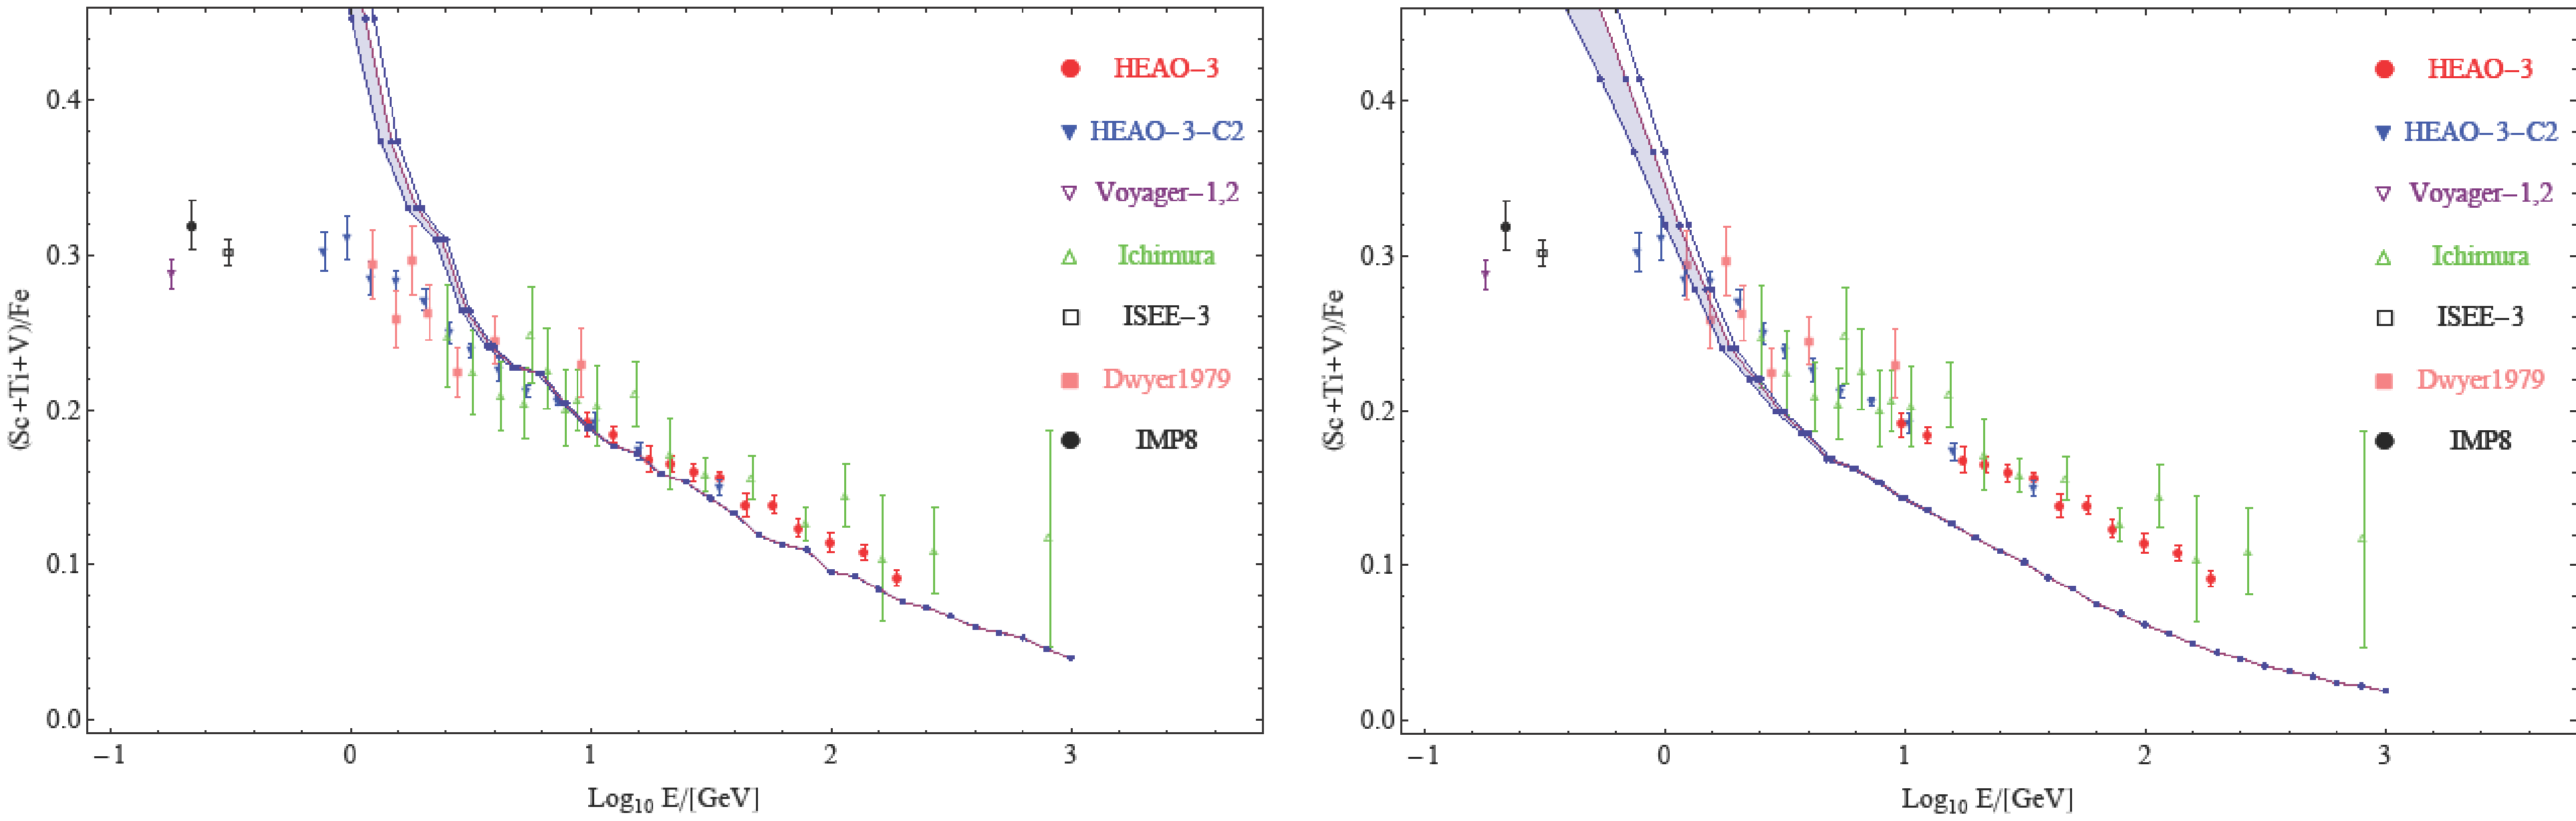 (Sc+Ti+V)/Fe
0.4
0.3
0.2
0.1
0.0
−1 0 1 2 3
Log10 E/[GeV]
HEAO−3
HEAO−3−C2
Voyager−1,2
Ichimura
ISEE−3
Dwyer1979
IMP8
(Sc+Ti+V)/Fe
0.4
0.3
0.2
0.1
0.0
−1 0 1 2 3
Log10 E/[GeV]
HEAO−3
HEAO−3−C2
Voyager−1,2
Ichimura
ISEE−3
Dwyer1979
IMP8